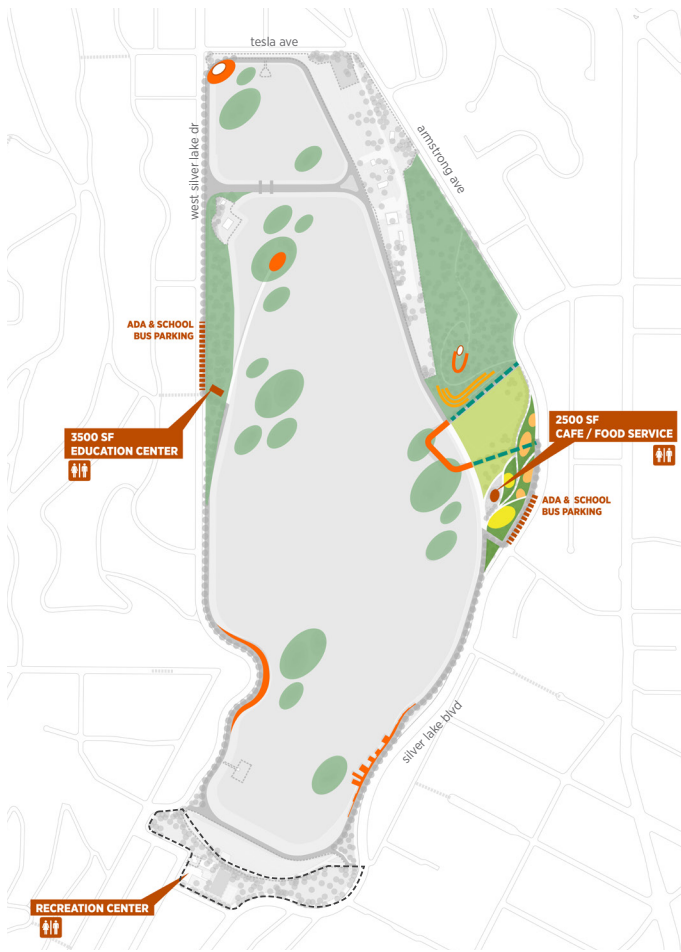 tesla ave
west silver lake dr
armstrong ave
ADA & SCHOOL
BUS PARKING
3500 SF
EDUCATION CENTER
2500 SF
CAFE / FOOD SERVICE
ADA & SCHOOL
BUS PARKING
silver lake blvd
RECREATION CENTER